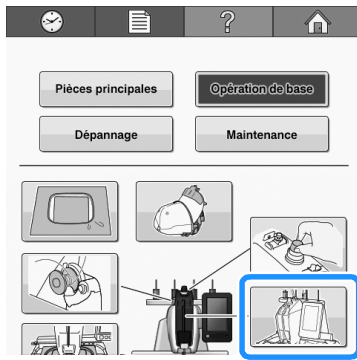 Pièces principales
Opération de base
Dépannage
Maintenance